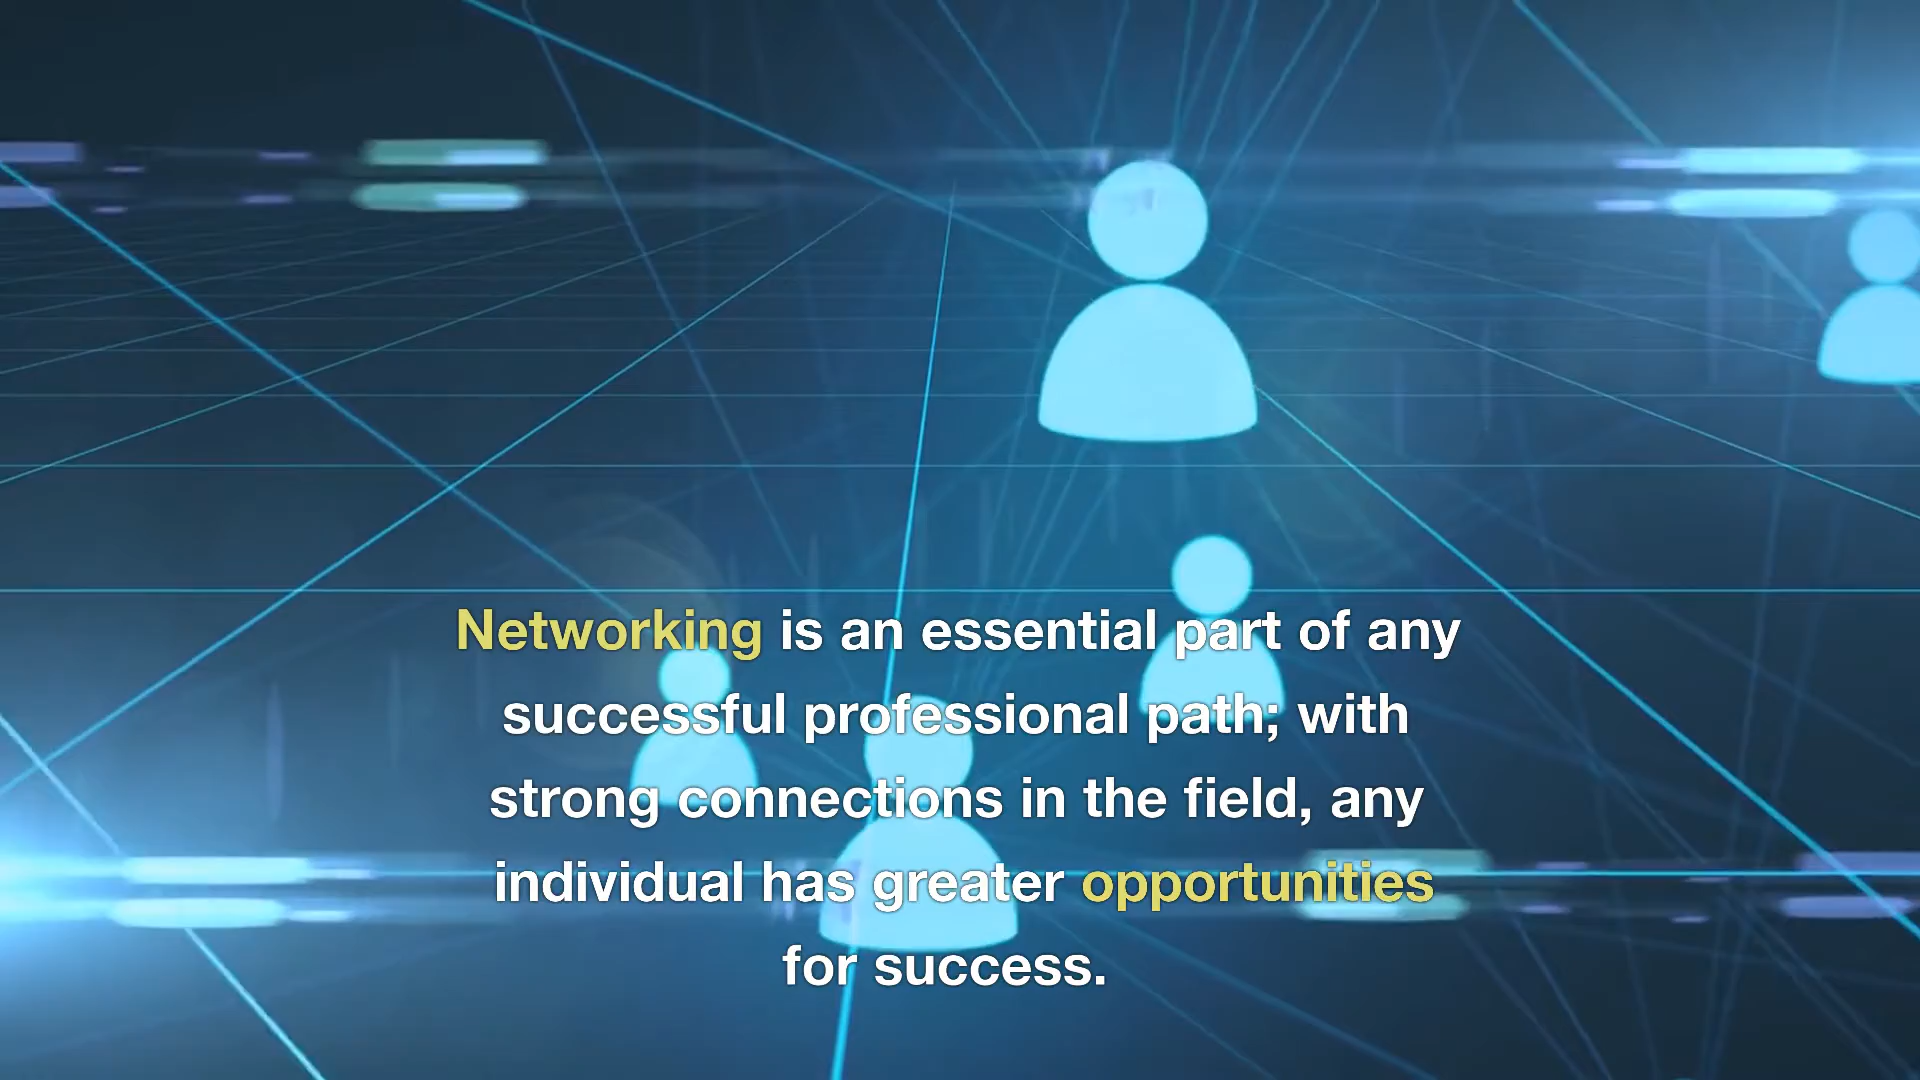 Networking is an essential part of any
successful professional path; with
strong connections in the field, any
individual has greater opportunities
for success.